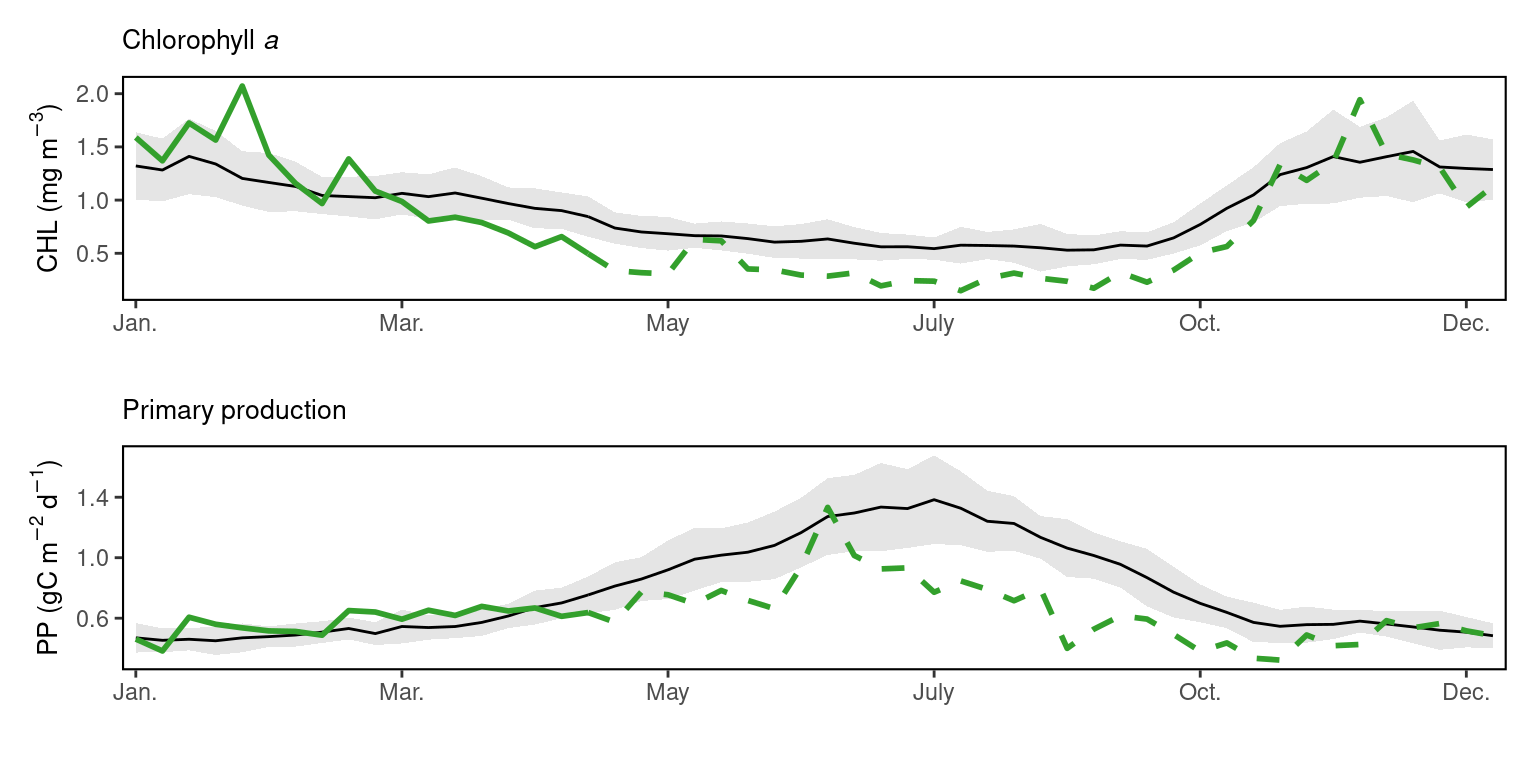 Chlorophyll a
CHL (mg m⁻³)
2.0
1.5
1.0
0.5
Jan. Mar. May July Oct. Dec.
Primary production
PP (gC m⁻² d⁻¹)
1.4
1.0
0.6
Jan. Mar. May July Oct. Dec.